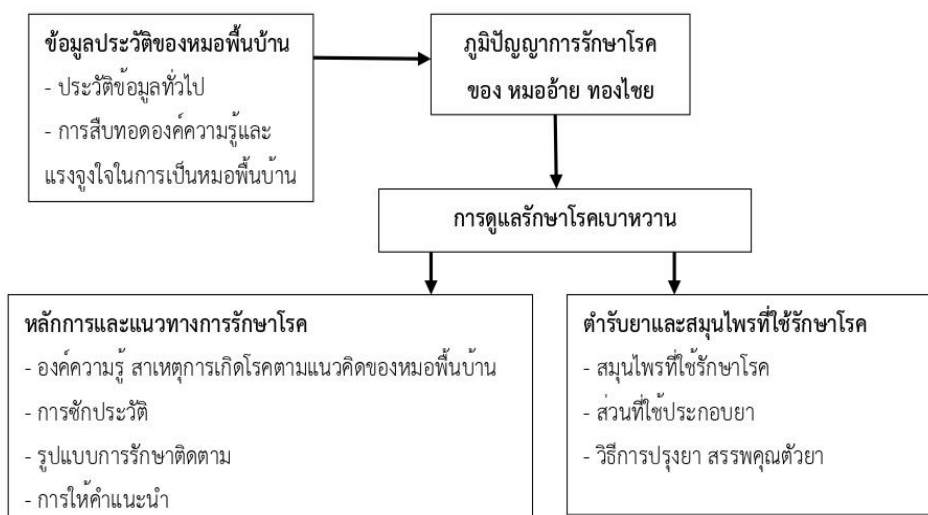 ข้อมูลประวัติของหมอพื้นบ้าน
- ประวัติข้อมูลทั่วไป
- การสืบทอดองค์ความรู้และ
แรงจูงใจในการเป็นหมอพื้นบ้าน
ภูมิปัญญาการรักษาโรค
ของ หมออ้าย ทองไชย
การดูแลรักษาโรคเบาหวาน
หลักการและแนวทางการรักษาโรค
- องค์ความรู้ สาเหตุการเกิดโรคตามแนวคิดของหมอพื้นบ้าน
- การซักประวัติ
- รูปแบบการรักษาติดตาม
- การให้คำแนะนำ
ตำรับยาและสมุนไพรที่ใช้รักษาโรค
- สมุนไพรที่ใช้รักษาโรค
- ส่วนที่ใช้ประกอบยา
- วิธีการปรุงยา สรรพคุณตัวยา